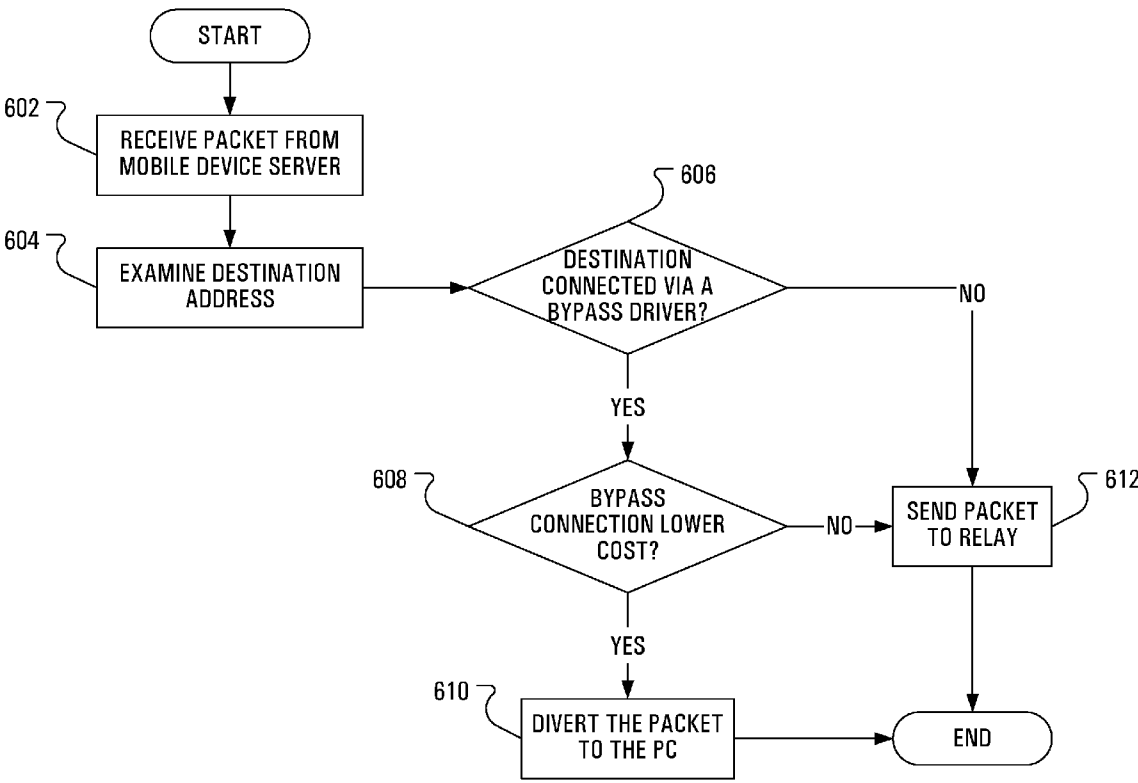 START
602
RECEIVE PACKET FROM
MOBILE DEVICE SERVER
604
EXAMINE DESTINATION
ADDRESS
606
DESTINATION
CONNECTED VIA A
BYPASS DRIVER?
NO
YES
608
BYPASS
CONNECTION LOWER
COST?
NO
612
SEND PACKET
TO RELAY
YES
610
DIVERT THE PACKET
TO THE PC
END